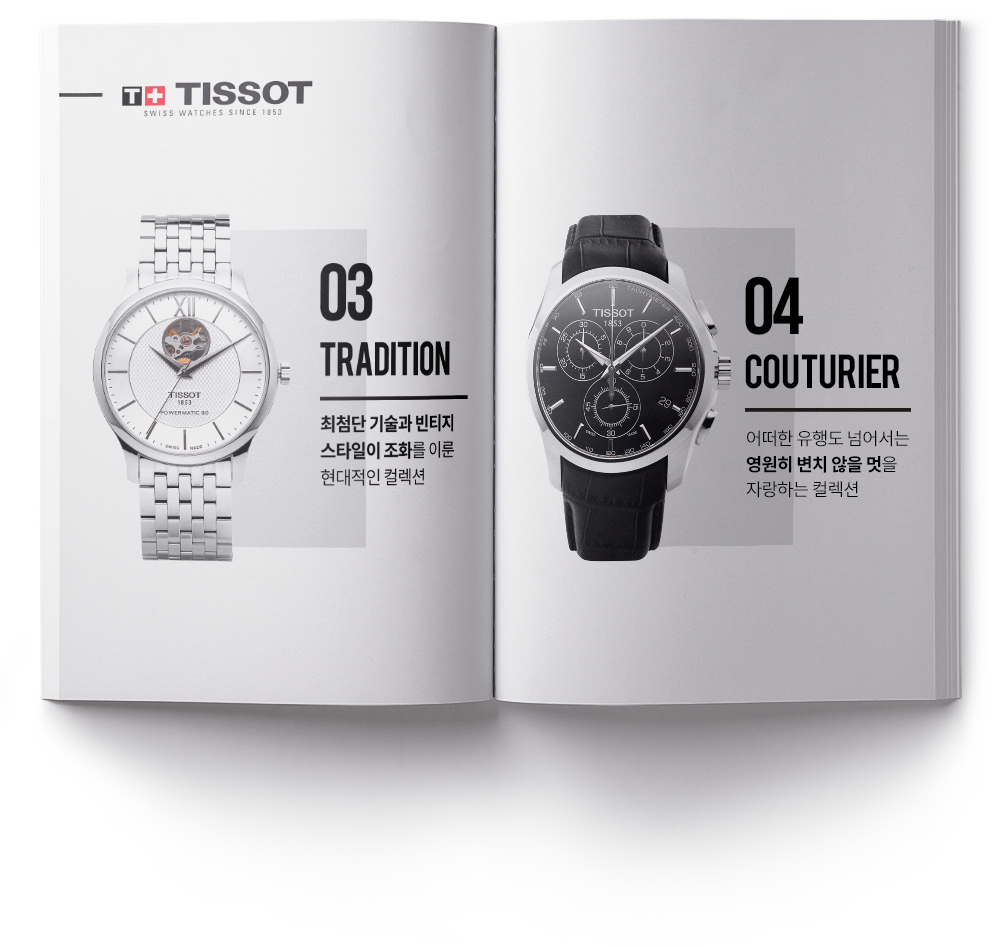 T+ TISSOT
SWISS WATCHES SINCE 1853
TISSOT
1853
POWERMATIC 80
SWISS MADE
03
TRADITION
최첨단 기술과 빈티지
스타일이 조화를 이룬
현대적인 컬렉션
TACHYMETER
TISSOT
1853
29
04
COUTURIER
어떠한 유행도 넘어서는
영원히 변치 않을 멋을
자랑하는 컬렉션